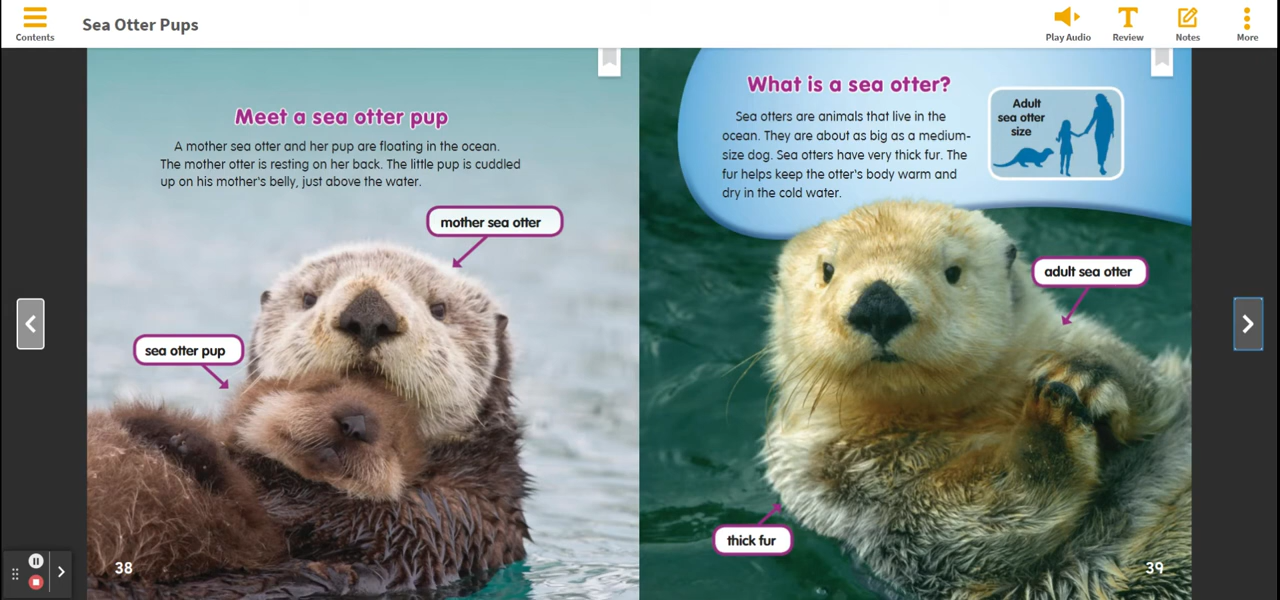 Contents
Sea Otter Pups
Play Audio
Review
Notes
More
Meet a sea otter pup
A mother sea otter and her pup are floating in the ocean.
The mother otter is resting on her back. The little pup is cuddled
up on his mother's belly, just above the water.
mother sea otter
sea otter pup
38
What is a sea otter?
Sea otters are animals that live in the
ocean. They are about as big as a medium-
size dog. Sea otters have very thick fur. The
fur helps keep the otter's body warm and
dry in the cold water.
Adult
sea otter
size
adult sea otter
thick fur
39